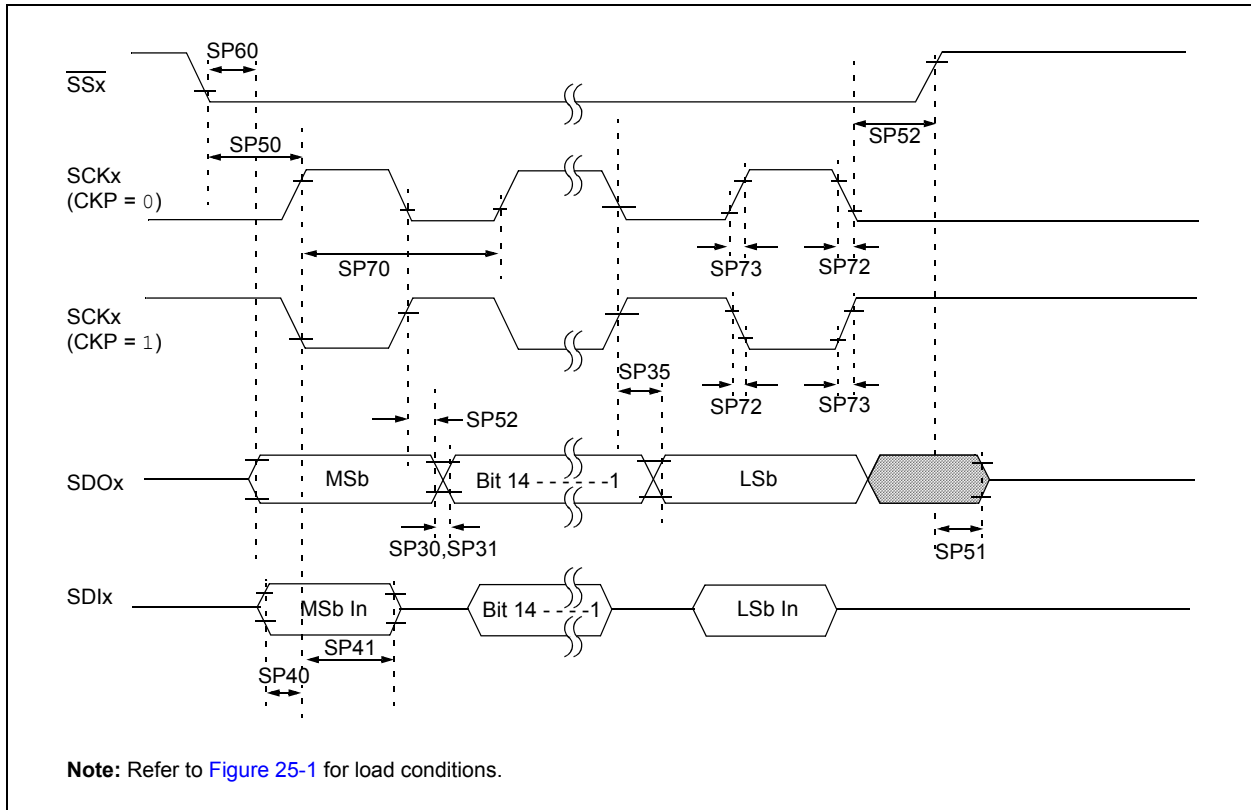 SP60
SSx
SP50
SP52
SCKx
(CKP = 0)
SP70
SP73
SP72
SCKx
(CKP = 1)
SP35
SP72
SP73
SP52
SDOx
MSb
Bit 14 - - - - - -1
LSb
SP30,SP31
SP51
SDIx
MSb In
Bit 14 - - - -1
LSb In
SP41
SP40
Note: Refer to Figure 25-1 for load conditions.